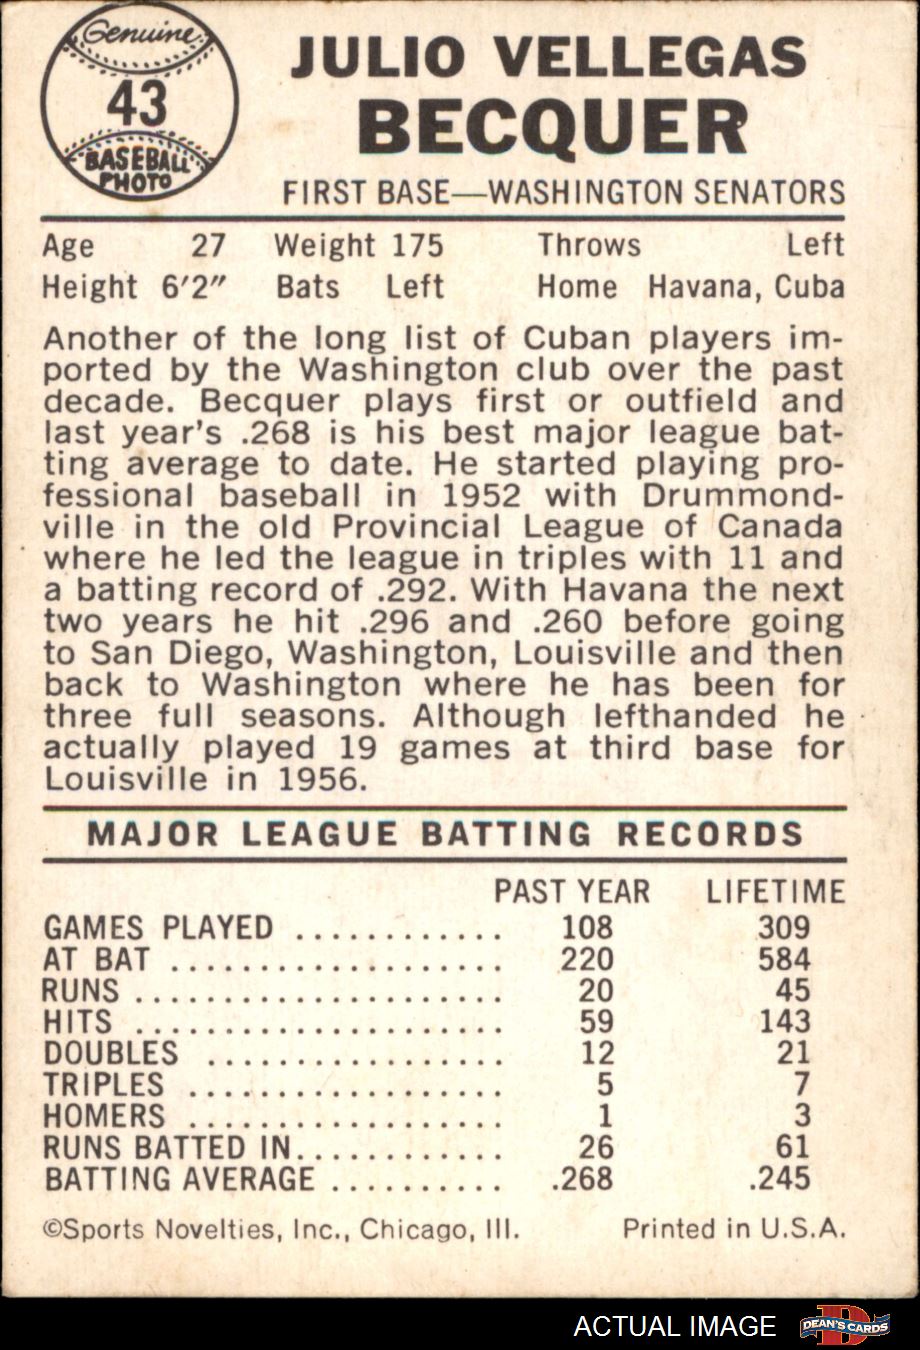 Genuine
43
BASEBALL
PHOTO
JULIO VELLEGAS
BECQUER
FIRST BASE—WASHINGTON SENATORS
Age 27 Weight 175 Throws Left
Height 6'2" Bats Left Home Havana, Cuba
Another of the long list of Cuban players im-
ported by the Washington club over the past
decade. Becquer plays first or outfield and
last year's .268 is his best major league bat-
ting average to date. He started playing pro-
fessional baseball in 1952 with Drummond-
ville in the old Provincial League of Canada
where he led the league in triples with 11 and
a batting record of .292. With Havana the next
two years he hit .296 and .260 before going
to San Diego, Washington, Louisville and then
back to Washington where he has been for
three full seasons. Although lefthanded he
actually played 19 games at third base for
Louisville in 1956.
MAJOR LEAGUE BATTING RECORDS
PAST YEAR LIFETIME
GAMES PLAYED ............ 108 309
AT BAT .................... 220 584
RUNS ...................... 20 45
HITS ...................... 59 143
DOUBLES .................. 12 21
TRIPLES ................... 5 7
HOMERS ................... 1 3
RUNS BATTED IN............ 26 61
BATTING AVERAGE .......... .268 .245
©Sports Novelties, Inc., Chicago, Ill. Printed in U.S.A.
ACTUAL IMAGE DEAN'S CARDS